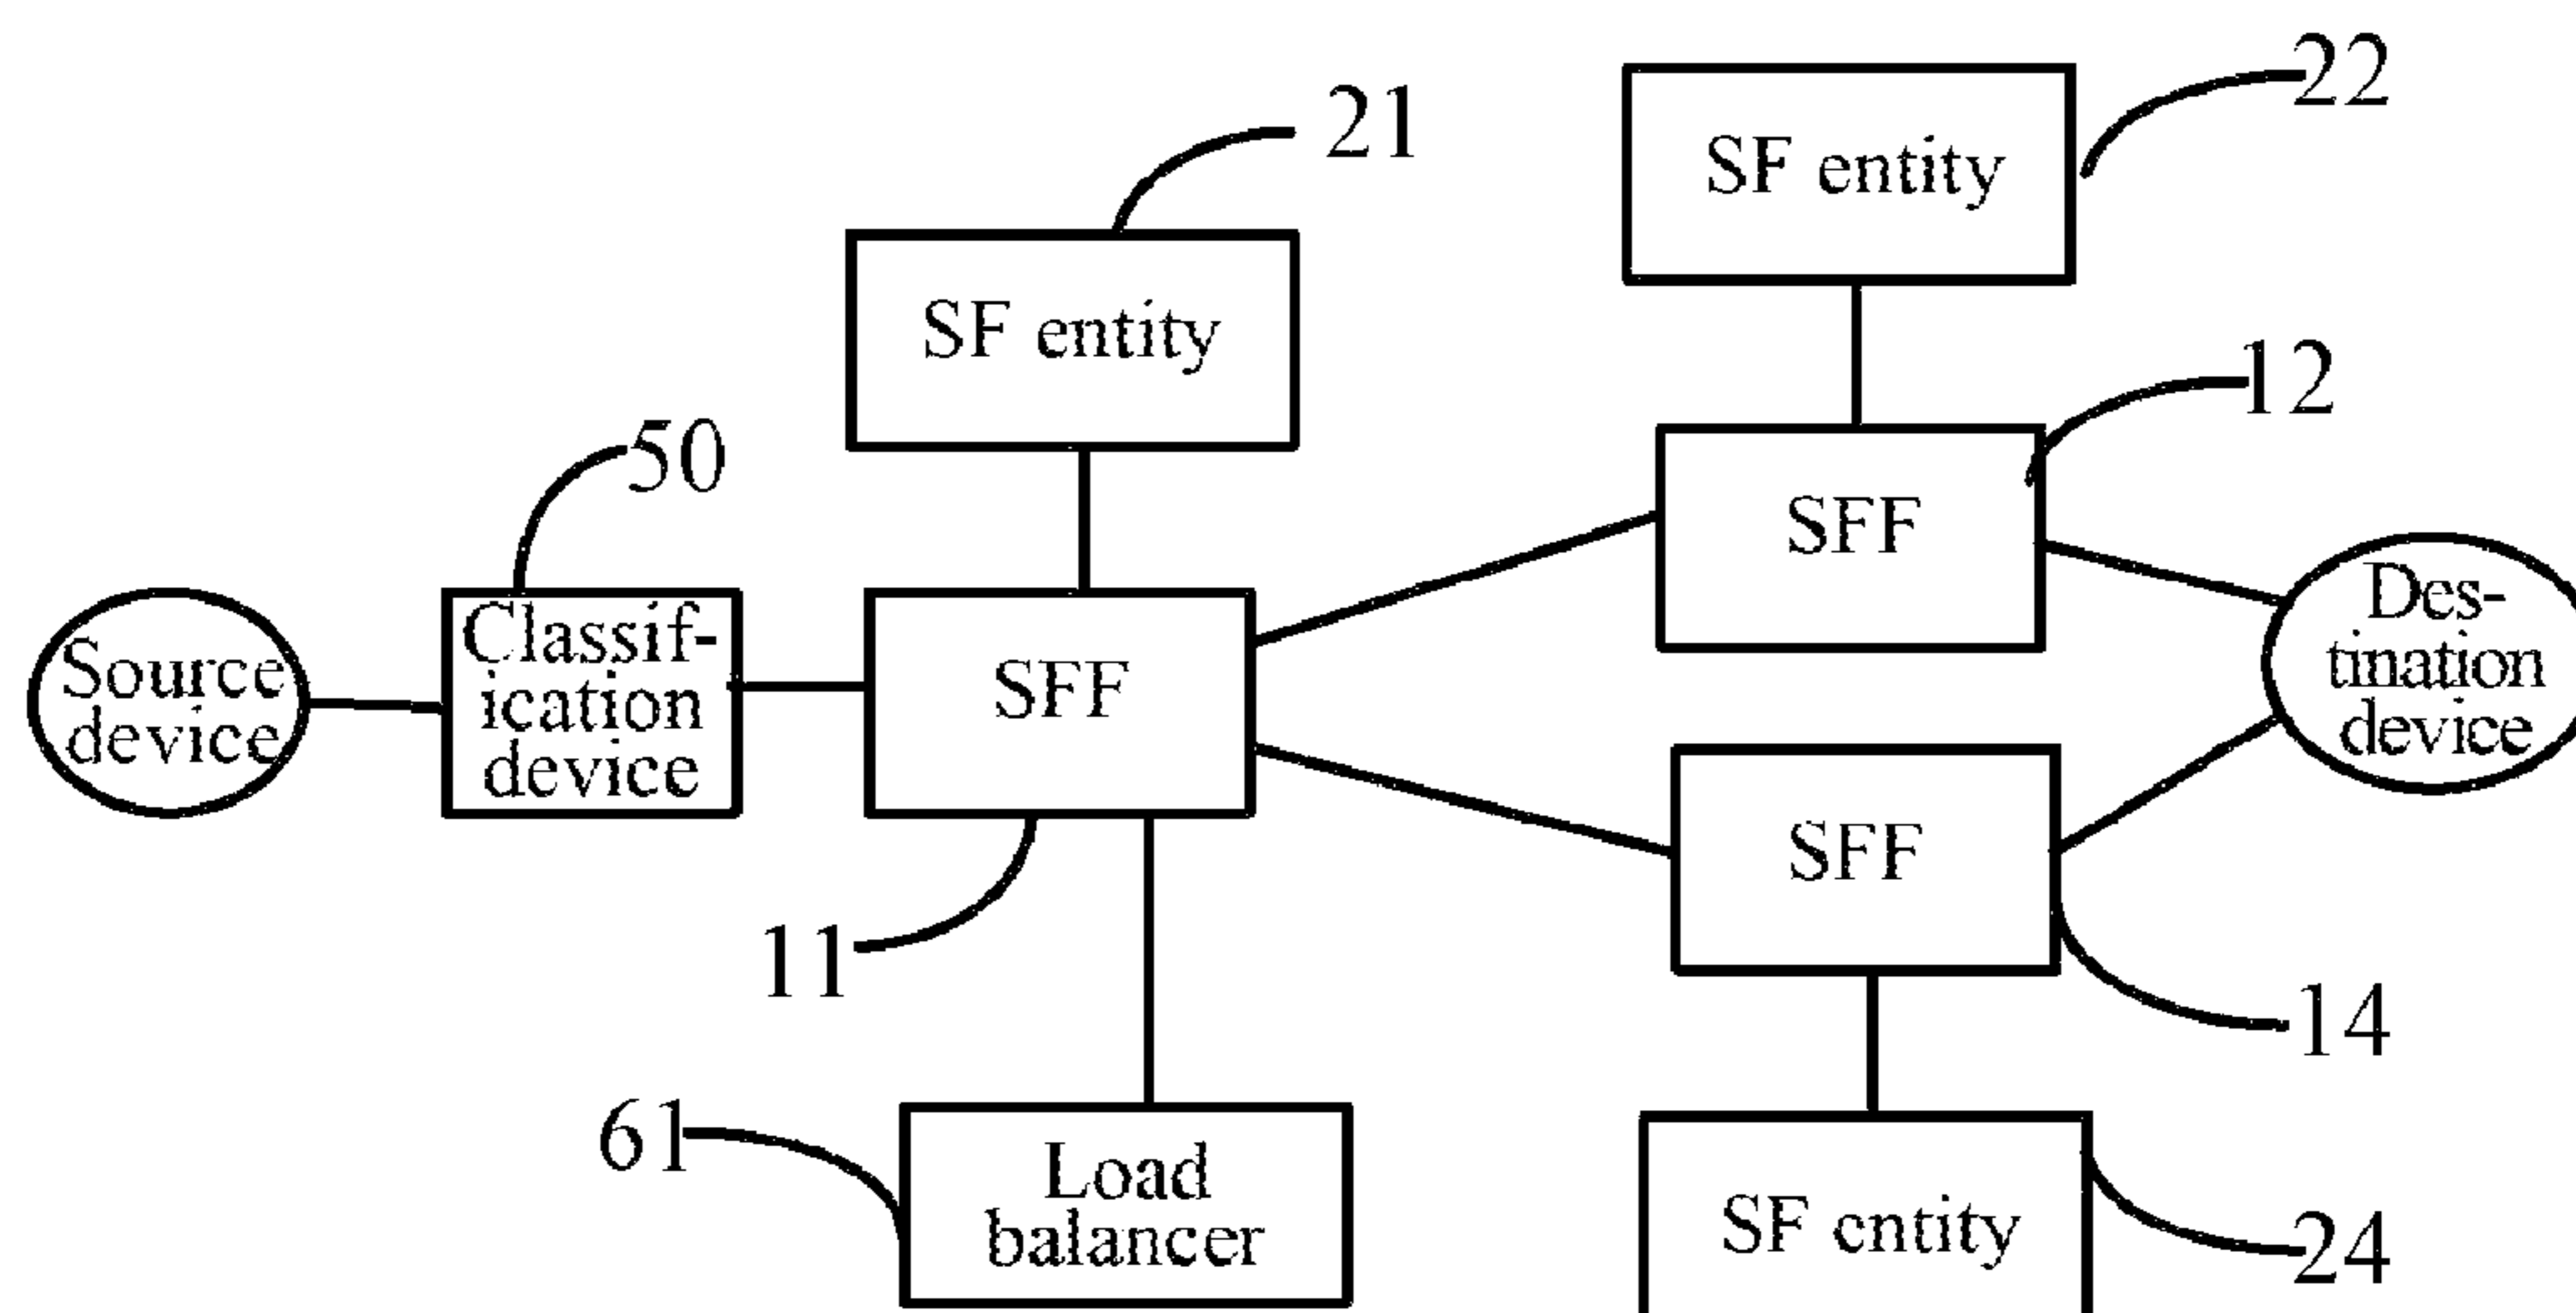 22
21
SF entity
SF entity
12
50
SFF
Classif-
ication
device
Source
device
SFF
Des-
tination
device
SFF
11
14
61
Load
balancer
SF entity
24